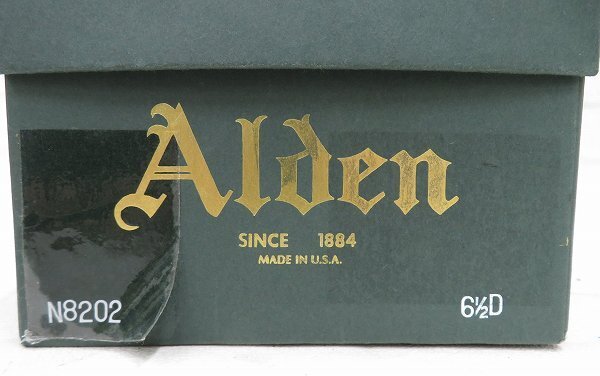 Alden
SINCE 1884
MADE IN U.S.A.
N8202 6½D